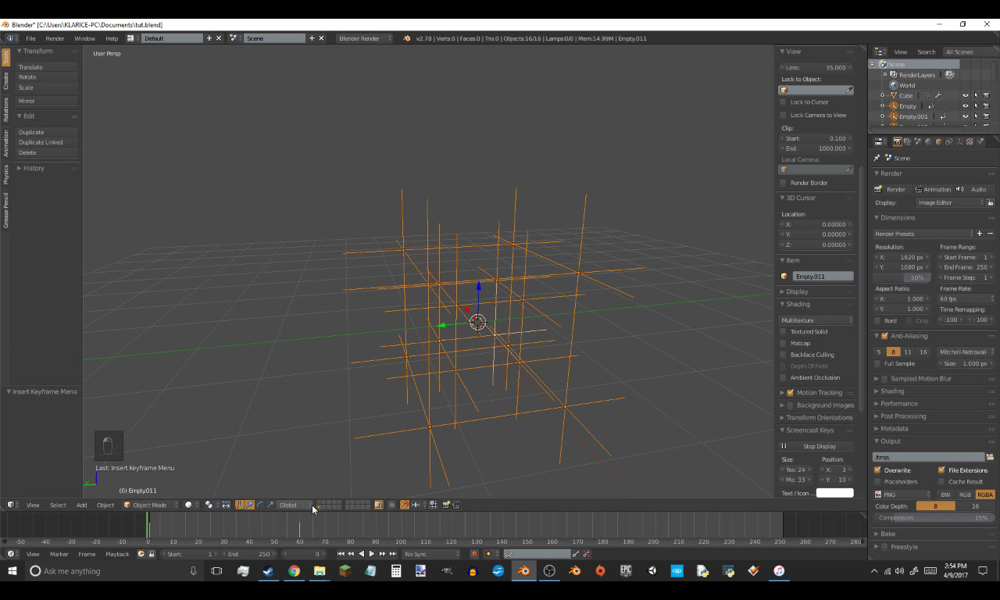 Blender* [C:\Users\KLARICE-PC\Documents\tut.blend]
File Render Window Help Default Scene Blender Render v2.78 | Verts:0 | Faces:0 | Tris:0 | Objects:16/16 | Lamps:0/0 | Mem:14.99M | Empty.011
Tools
Create
Relations
Animation
Physics
Grease Pencil
Transform
Translate
Rotate
Scale
Mirror
Edit
Duplicate
Duplicate Linked
Delete
History
Insert Keyframe Menu
User Persp
Last: Insert Keyframe Menu
(0) Empty.011
View
Lens: 35.000
Lock to Object:
Lock to Cursor
Lock Camera to View
Clip:
Start: 0.100
End: 1000.000
Local Camera:
Render Border
3D Cursor
Location:
X: 0.00000
Y: 0.00000
Z: 0.00000
Item
Empty.011
Display
Shading
Multitexture
Textured Solid
Matcap
Backface Culling
Depth Of Field
Ambient Occlusion
Motion Tracking
Background Images
Transform Orientations
Screencast Keys
Stop Display
Size: Position:
Tex: 24 X: 3
Mo: 33 Y: 10
Text / Icon
View Search All Scenes
Scene
RenderLayers
World
Cube
Empty
Empty.001
Scene
Render
Render Animation Audio
Display: Image Editor
Dimensions
Render Presets
Resolution: Frame Range:
X: 1920 px Start Frame: 1
Y: 1080 px End Frame: 250
50% Frame Step: 1
Aspect Ratio: Frame Rate:
X: 1.000 60 fps
Y: 1.000 Time Remapping:
Bord Crop :100 : 100
Anti-Aliasing
5 8 11 16 Mitchell-Netravali
Full Sample Size: 1.000 px
Sampled Motion Blur
Shading
Performance
Post Processing
Metadata
Output
/tmp\
Overwrite File Extensions
Placeholders Cache Result
PNG BW RGB RGBA
Color Depth: 8 16
Compression: 15%
Bake
Freestyle
View Select Add Object Object Mode Global
-50 -40 -30 -20 -10 0 10 20 30 40 50 60 70 80 90 100 110 120 130 140 150 160 170 180 190 200 210 220 230 240 250 260 270 280
View Marker Frame Playback Start: 1 End: 250 0 No Sync
Ask me anything
EPIC GAMES
2:54 PM
4/9/2017